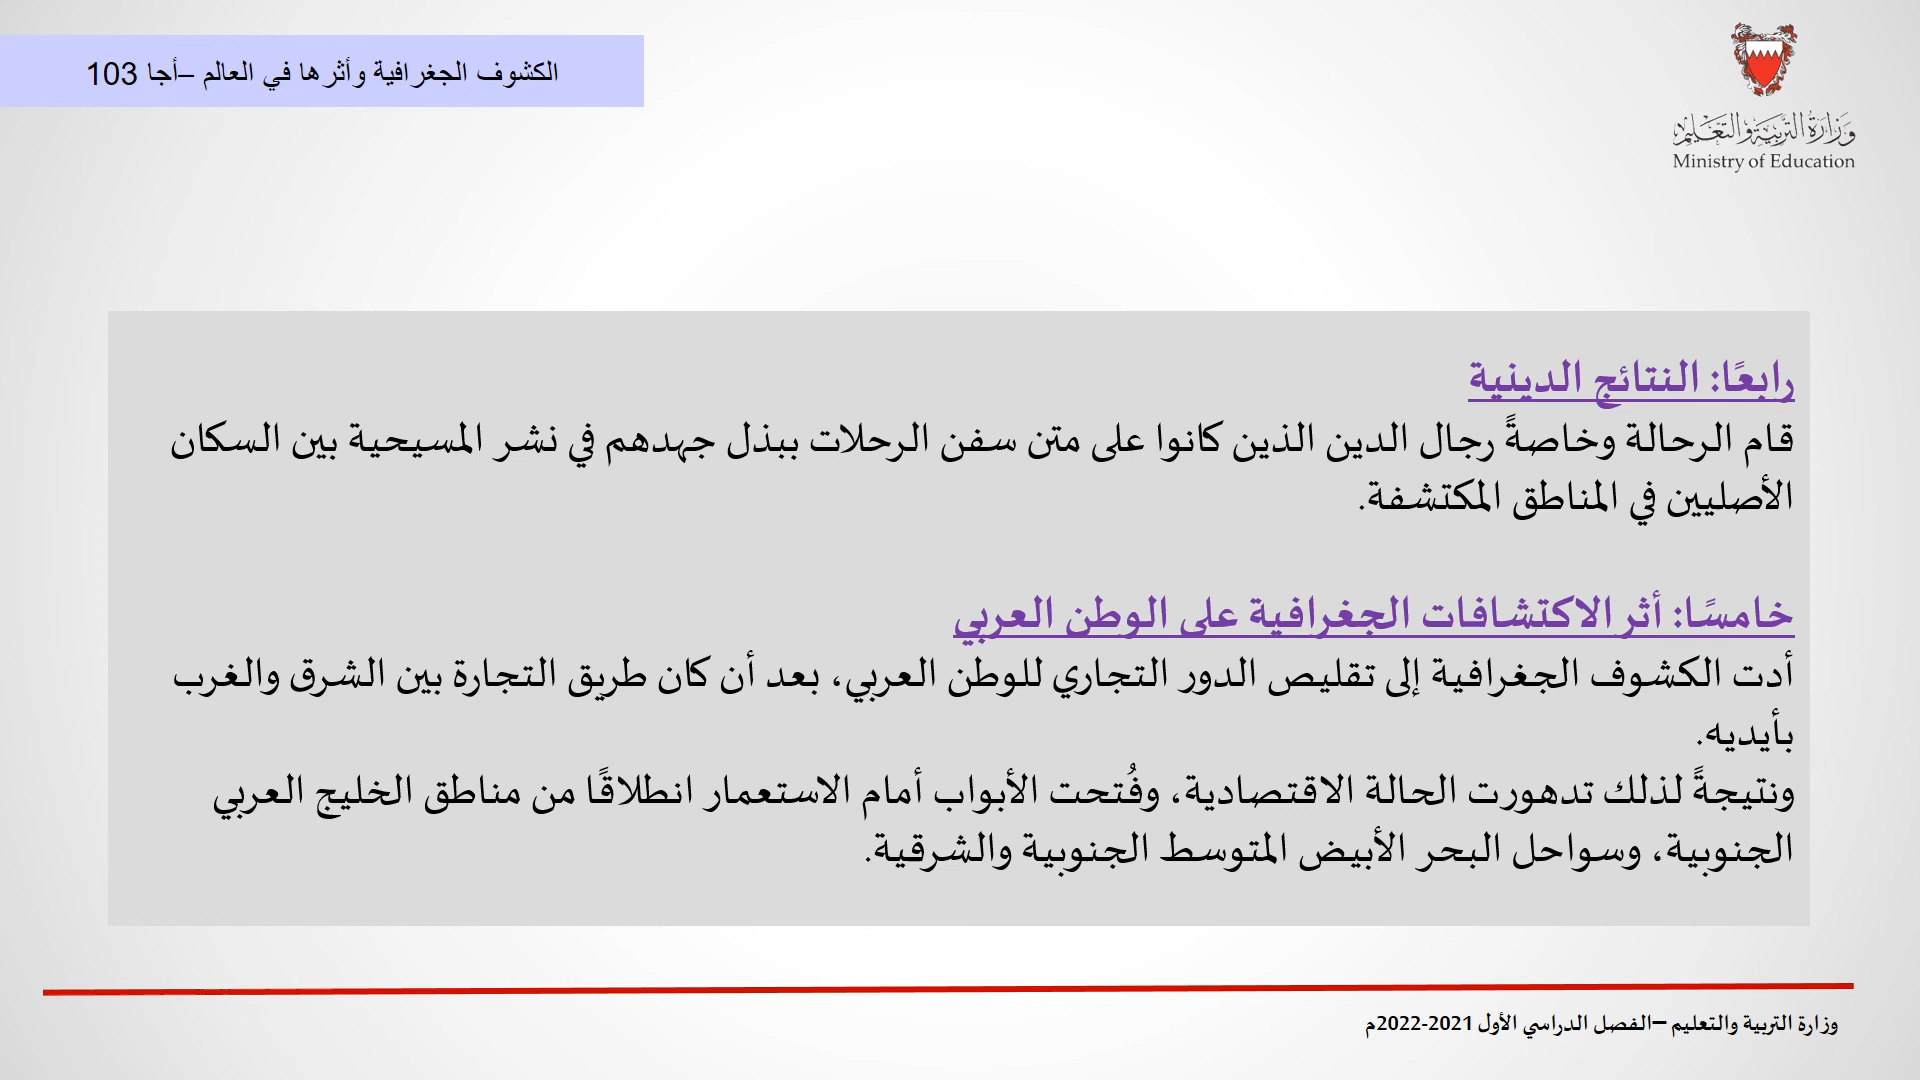 الكشوف الجغرافية وأثرها في العالم –أجا 103
وزارة التربية والتعليم
Ministry of Education
رابعًا: النتائج الدينية
قام الرحالة وخاصةً رجال الدين الذين كانوا على متن سفن الرحلات ببذل جهدهم في نشر المسيحية بين السكان
الأصليين في المناطق المكتشفة.
خامسًا: أثر الاكتشافات الجغرافية على الوطن العربي
أدت الكشوف الجغرافية إلى تقليص الدور التجاري للوطن العربي، بعد أن كان طريق التجارة بين الشرق والغرب
بأيديه.
ونتيجةً لذلك تدهورت الحالة الاقتصادية، وفُتحت الأبواب أمام الاستعمار انطلاقًا من مناطق الخليج العربي
الجنوبية، وسواحل البحر الأبيض المتوسط الجنوبية والشرقية.
وزارة التربية والتعليم –الفصل الدراسي الأول 2021-2022م